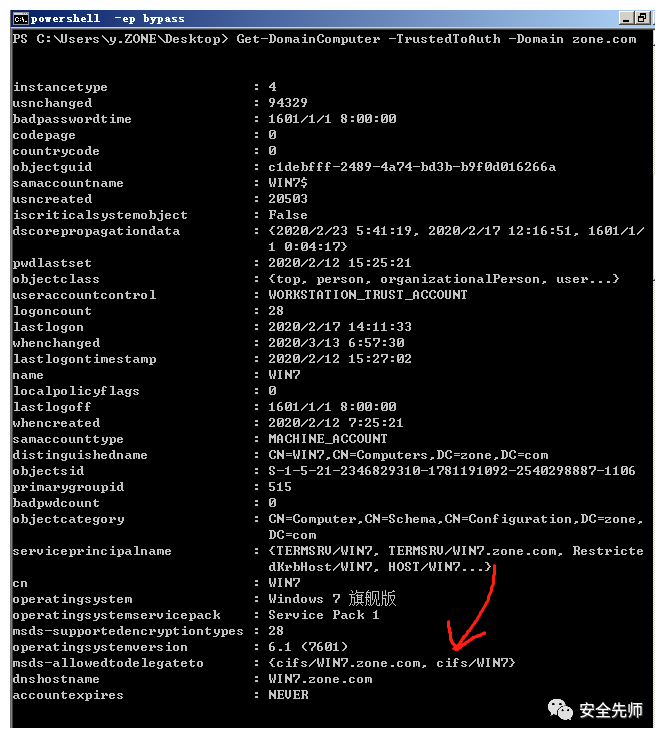 powershell -ep bypass
PS C:\Users\y.ZONE\Desktop> Get-DomainComputer -TrustedToAuth -Domain zone.com
instancetype : 4
usnchanged : 94329
badpasswordtime : 1601/1/1 8:00:00
codepage : 0
countrycode : 0
objectguid : c1debfff-2489-4a74-bd3b-b9f0d016266a
samaccountname : WIN7$
usncreated : 20503
iscriticalsystemobject : False
dscorepropagationdata : {2020/2/23 5:41:19, 2020/2/17 12:16:51, 1601/1/
1 0:04:17}
pwdlastset : 2020/2/12 15:25:21
objectclass : {top, person, organizationalPerson, user...}
useraccountcontrol : WORKSTATION_TRUST_ACCOUNT
logoncount : 28
lastlogon : 2020/2/17 14:11:33
whenchanged : 2020/3/13 6:57:30
lastlogontimestamp : 2020/2/12 15:27:02
name : WIN7
localpolicyflags : 0
lastlogoff : 1601/1/1 8:00:00
whencreated : 2020/2/12 7:25:21
samaccounttype : MACHINE_ACCOUNT
distinguishedname : CN=WIN7,CN=Computers,DC=zone,DC=com
objectsid : S-1-5-21-2346829310-1781191092-2540298887-1106
primarygroupid : 515
badpwdcount : 0
objectcategory : CN=Computer,CN=Schema,CN=Configuration,DC=zone,
DC=com
serviceprincipalname : {TERMSRV/WIN7, TERMSRV/WIN7.zone.com, Restricte
dKrbHost/WIN7, HOST/WIN7...}
cn : WIN7
operatingsystem : Windows 7 旗舰版
operatingsystemservicepack : Service Pack 1
msds-supportedencryptiontypes : 28
operatingsystemversion : 6.1 (7601)
msds-allowedtodelegateto : {cifs/WIN7.zone.com, cifs/WIN7}
dnshostname : WIN7.zone.com
accountexpires : NEVER
安全先师